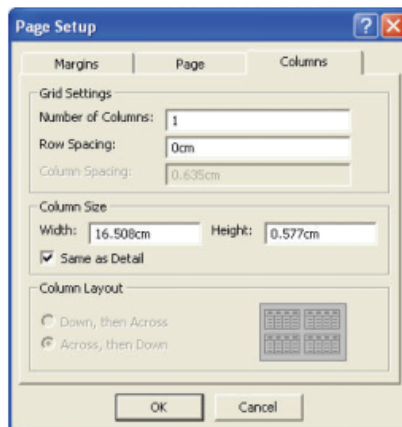 Page Setup
Margins Page Columns
Grid Settings
Number of Columns: 1
Row Spacing: 0cm
Column Spacing: 0.635cm
Column Size
Width: 16.508cm Height: 0.577cm
Same as Detail
Column Layout
Down, then Across
Across, then Down
OK Cancel